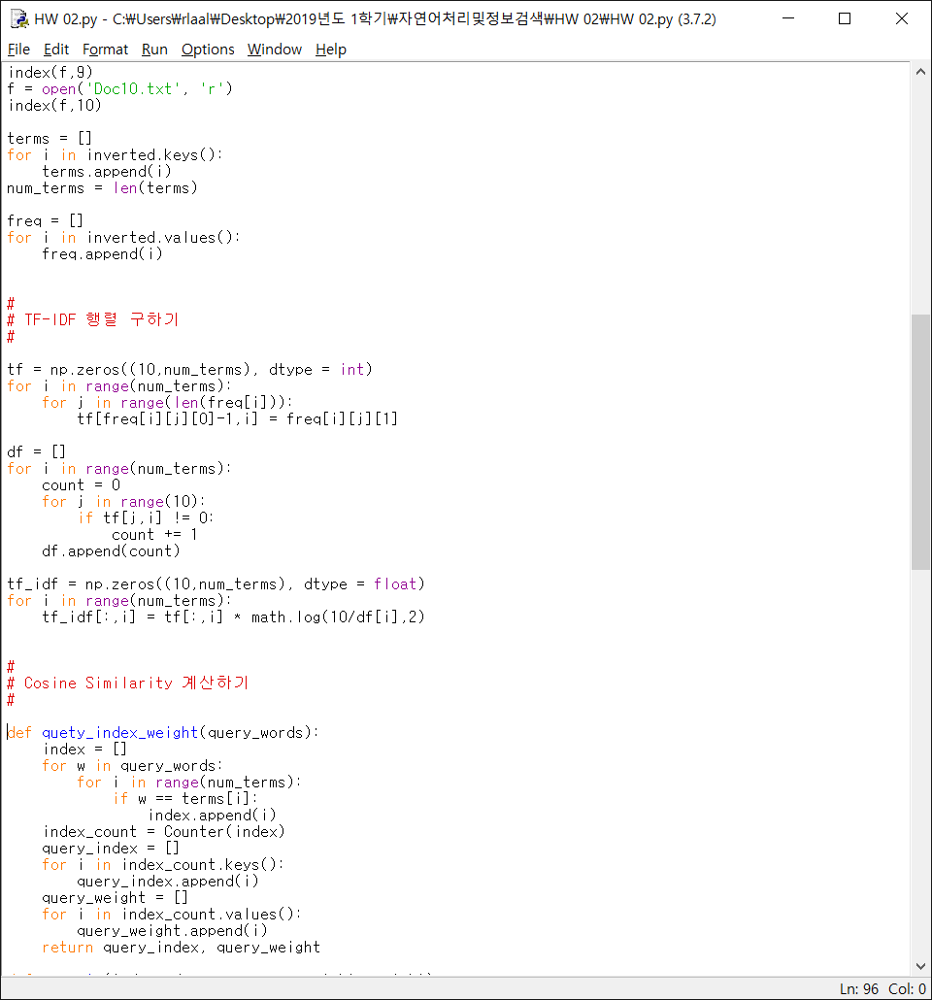 HW 02.py - C:₩Users₩rlaal₩Desktop₩2019년도 1학기₩자연어처리및정보검색₩HW 02₩HW 02.py (3.7.2)
File Edit Format Run Options Window Help
index(f,9)
f = open('Doc10.txt', 'r')
index(f,10)

terms = []
for i in inverted.keys():
    terms.append(i)
num_terms = len(terms)

freq = []
for i in inverted.values():
    freq.append(i)


#
# TF-IDF 행렬 구하기
#

tf = np.zeros((10,num_terms), dtype = int)
for i in range(num_terms):
    for j in range(len(freq[i])):
        tf[freq[i][j][0]-1,i] = freq[i][j][1]

df = []
for i in range(num_terms):
    count = 0
    for j in range(10):
        if tf[j,i] != 0:
            count += 1
    df.append(count)

tf_idf = np.zeros((10,num_terms), dtype = float)
for i in range(num_terms):
    tf_idf[:,i] = tf[:,i] * math.log(10/df[i],2)


#
# Cosine Similarity 계산하기
#

def quety_index_weight(query_words):
    index = []
    for w in query_words:
        for i in range(num_terms):
            if w == terms[i]:
                index.append(i)
    index_count = Counter(index)
    query_index = []
    for i in index_count.keys():
        query_index.append(i)
    query_weight = []
    for i in index_count.values():
        query_weight.append(i)
    return query_index, query_weight
Ln: 96 Col: 0